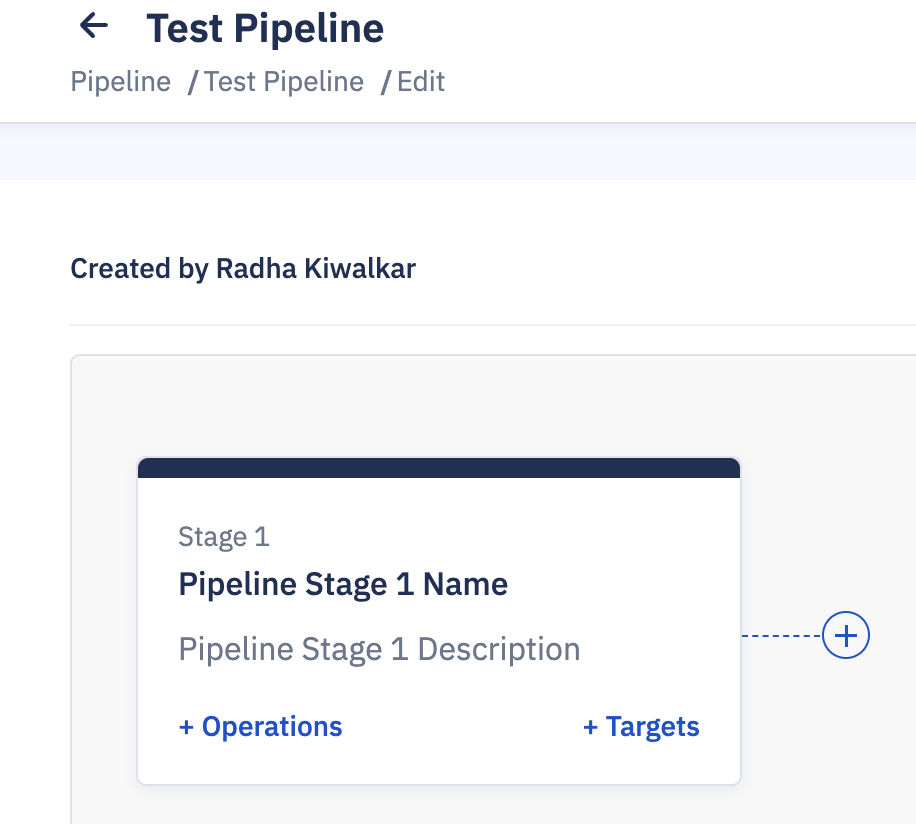 Test Pipeline
Pipeline / Test Pipeline / Edit
Created by Radha Kiwalkar
Stage 1
Pipeline Stage 1 Name
Pipeline Stage 1 Description
+ Operations + Targets